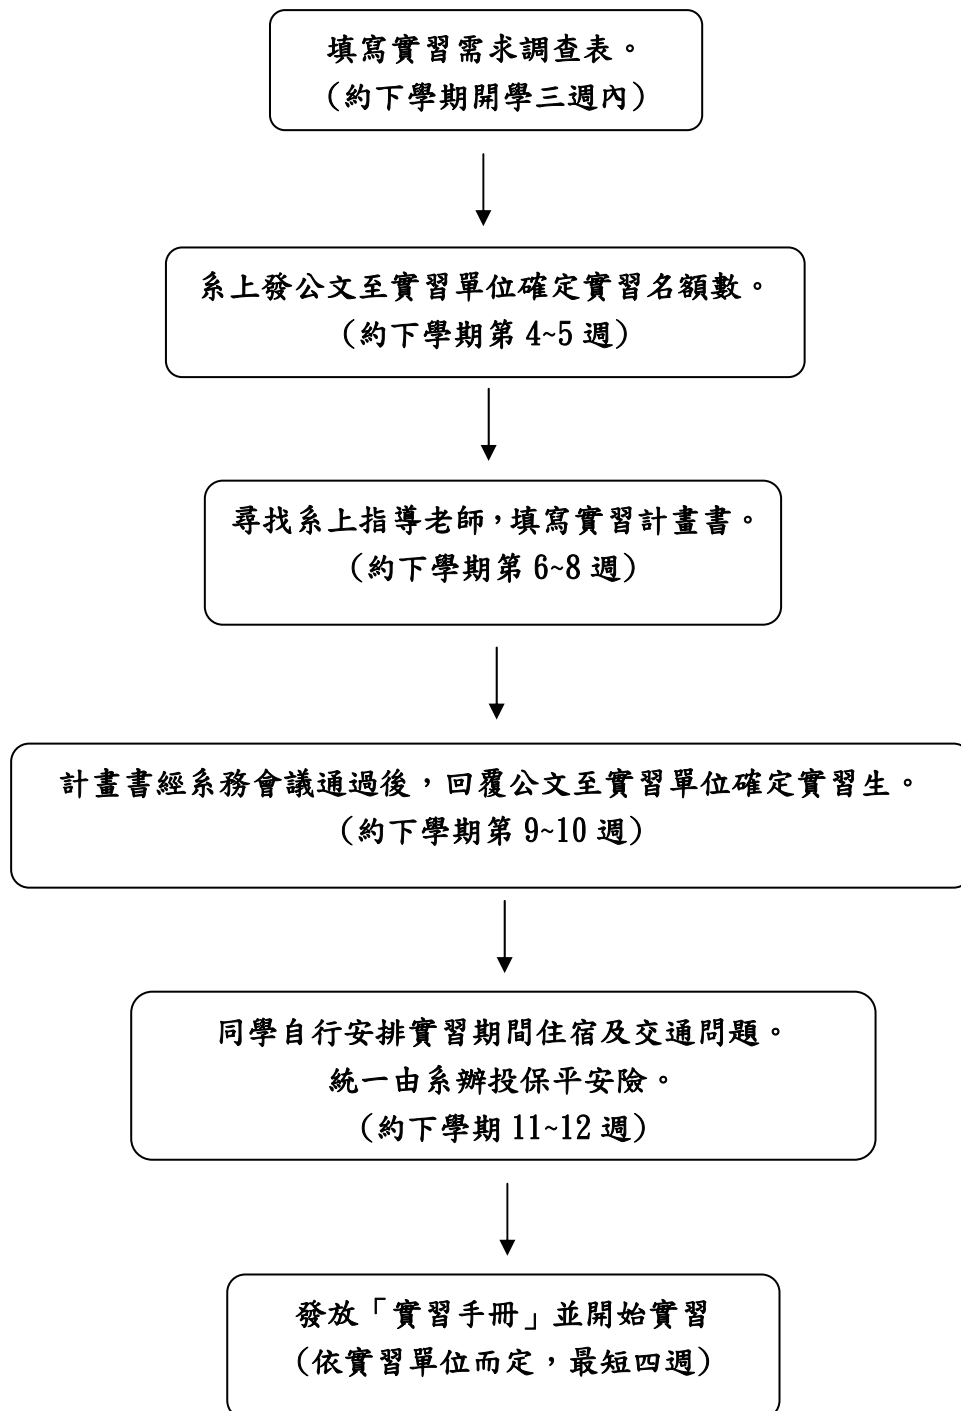 填寫實習需求調查表。
(約下學期開學三週內)
系上發公文至實習單位確定實習名額數。
(約下學期第 4~5 週)
尋找系上指導老師，填寫實習計畫書。
(約下學期第 6~8 週)
計畫書經系務會議通過後，回覆公文至實習單位確定實習生。
(約下學期第 9~10 週)
同學自行安排實習期間住宿及交通問題。
統一由系辦投保平安險。
(約下學期 11~12 週)
發放「實習手冊」並開始實習
(依實習單位而定，最短四週)